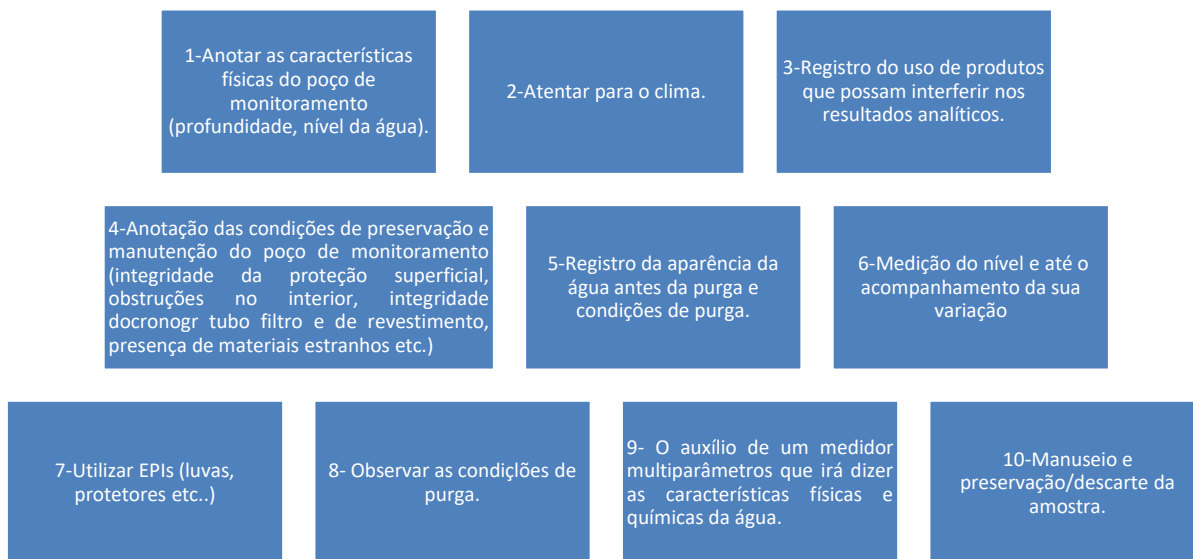 1-Anotar as características
físicas do poço de
monitoramento
(profundidade, nível da água).
2-Atentar para o clima.
3-Registro do uso de produtos
que possam interferir nos
resultados analíticos.
4-Anotação das condições de preservação e
manutenção do poço de monitoramento
(integridade da proteção superficial,
obstruções no interior, integridade
docronogr tubo filtro e de revestimento,
presença de materiais estranhos etc.)
5-Registro da aparência da
água antes da purga e
condições de purga.
6-Medição do nível e até o
acompanhamento da sua
variação
7-Utilizar EPIs (luvas,
protetores etc..)
8- Observar as condiçlões de
purga.
9- O auxílio de um medidor
multiparâmetros que irá dizer
as características físicas e
químicas da água.
10-Manuseio e
preservação/descarte da
amostra.